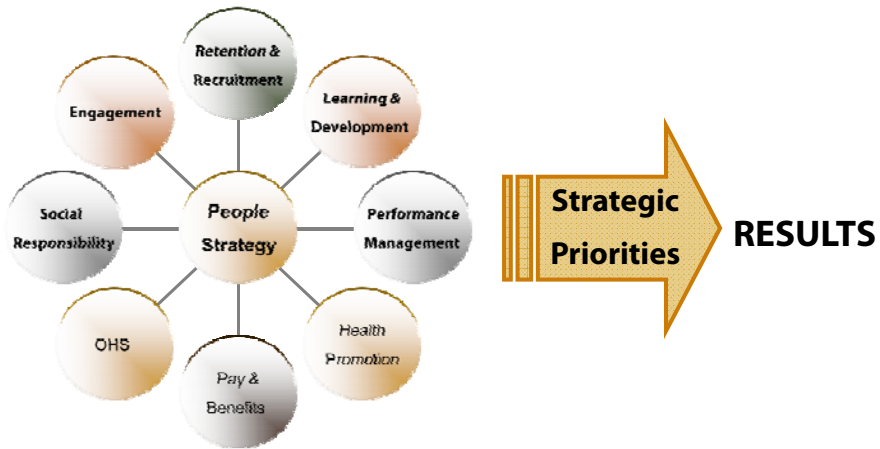 Retention &
Recruitment
Learning &
Development
Engagement
People
Strategy
Social
Responsibility
Performance
Management
OHS
Health
Promotion
Pay &
Benefits
Strategic
Priorities
RESULTS